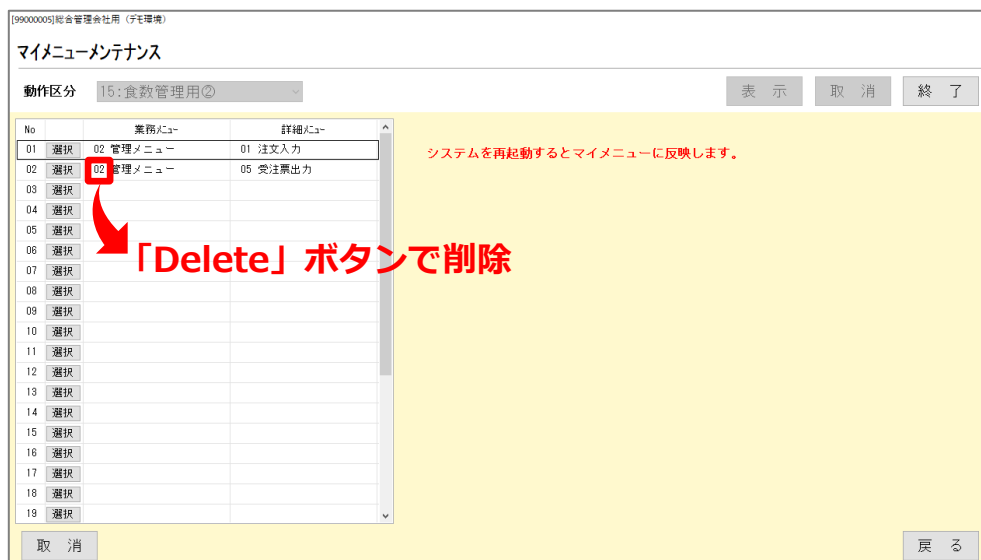 [99000005]総合管理会社用（デモ環境）
マイメニューメンテナンス
動作区分 15:食数管理用② 表 示 取 消 終 了
No 業務ﾒﾆｭｰ 詳細ﾒﾆｭｰ
01 選択 02 管理メニュー 01 注文入力
システムを再起動するとマイメニューに反映します。
02 選択 02 管理メニュー 05 受注票出力
03 選択
04 選択
05 選択
06 選択
「Delete」ボタンで削除
07 選択
08 選択
09 選択
10 選択
11 選択
12 選択
13 選択
14 選択
15 選択
16 選択
17 選択
18 選択
19 選択
取 消 戻 る